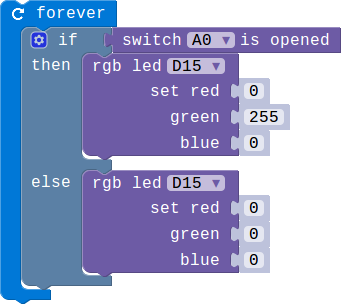 forever
if switch A0 is opened
then rgb led D15
set red 0
green 255
blue 0
else rgb led D15
set red 0
green 0
blue 0